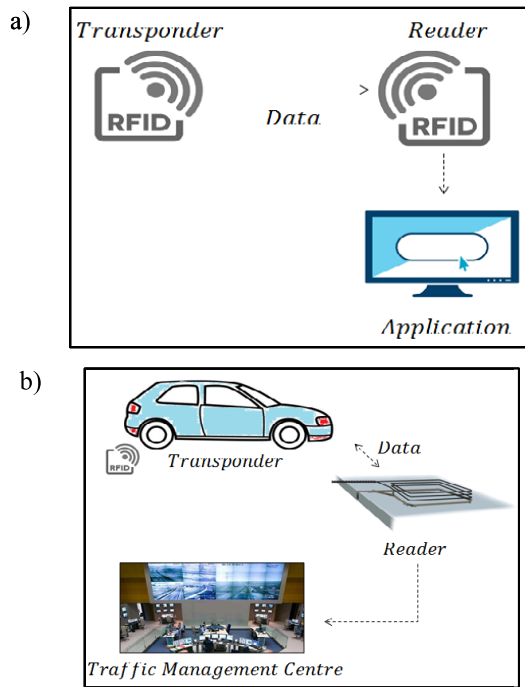 a)
Transponder
Reader
RFID
RFID
Data
Application
b)
RFID
Transponder
Data
Reader
Traffic Management Centre